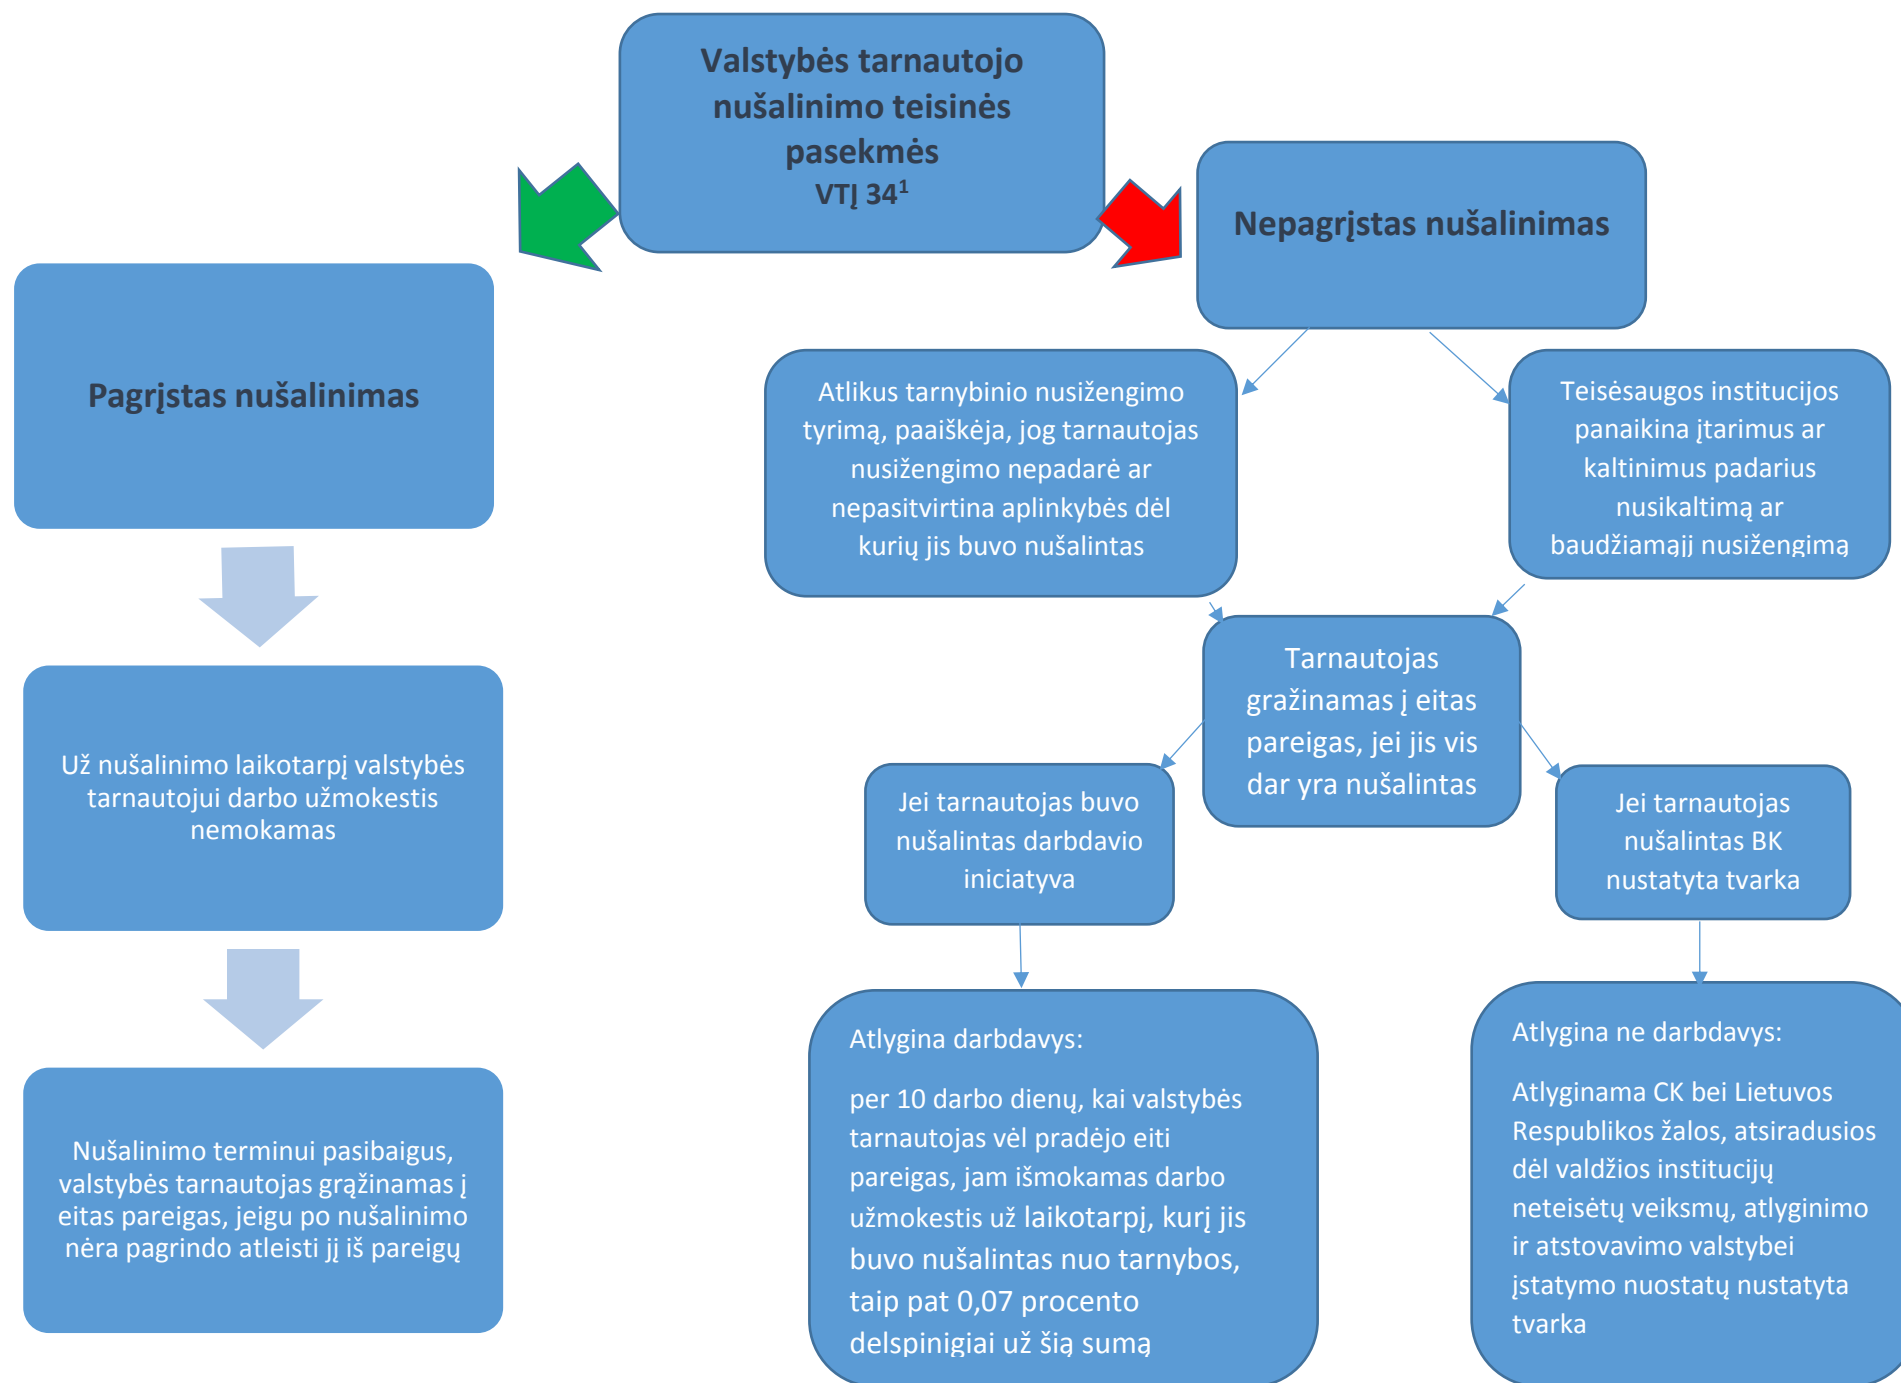 Valstybės tarnautojo
nušalinimo teisinės
pasekmės
VTĮ 34¹
Nepagrįstas nušalinimas
Pagrįstas nušalinimas
Atlikus tarnybinio nusižengimo
tyrimą, paaiškėja, jog tarnautojas
nusižengimo nepadarė ar
nepasitvirtina aplinkybės dėl
kurių jis buvo nušalintas
Teisėsaugos institucijos
panaikina įtarimus ar
kaltinimus padarius
nusikaltimą ar
baudžiamąjį nusižengimą
Tarnautojas
gražinamas į eitas
pareigas, jei jis vis
dar yra nušalintas
Už nušalinimo laikotarpį valstybės
tarnautojui darbo užmokestis
nemokamas
Jei tarnautojas buvo
nušalintas darbdavio
iniciatyva
Jei tarnautojas
nušalintas BK
nustatyta tvarka
Nušalinimo terminui pasibaigus,
valstybės tarnautojas grąžinamas į
eitas pareigas, jeigu po nušalinimo
nėra pagrindo atleisti jį iš pareigų
Atlygina darbdavys:
per 10 darbo dienų, kai valstybės
tarnautojas vėl pradėjo eiti
pareigas, jam išmokamas darbo
užmokestis už laikotarpį, kurį jis
buvo nušalintas nuo tarnybos,
taip pat 0,07 procento
delspinigiai už šią sumą
Atlygina ne darbdavys:
Atlyginama CK bei Lietuvos
Respublikos žalos, atsiradusios
dėl valdžios institucijų
neteisėtų veiksmų, atlyginimo
ir atstovavimo valstybei
įstatymo nuostatų nustatyta
tvarka